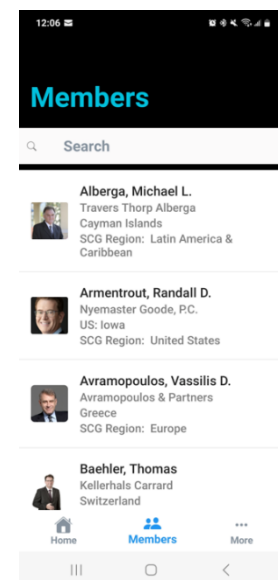 12:06
Members
Search
Alberga, Michael L.
Travers Thorp Alberga
Cayman Islands
SCG Region: Latin America &
Caribbean
Armentrout, Randall D.
Nyemaster Goode, P.C.
US: Iowa
SCG Region: United States
Avramopoulos, Vassilis D.
Avramopoulos & Partners
Greece
SCG Region: Europe
Baehler, Thomas
Kellerhals Carrard
Switzerland
Home Members More